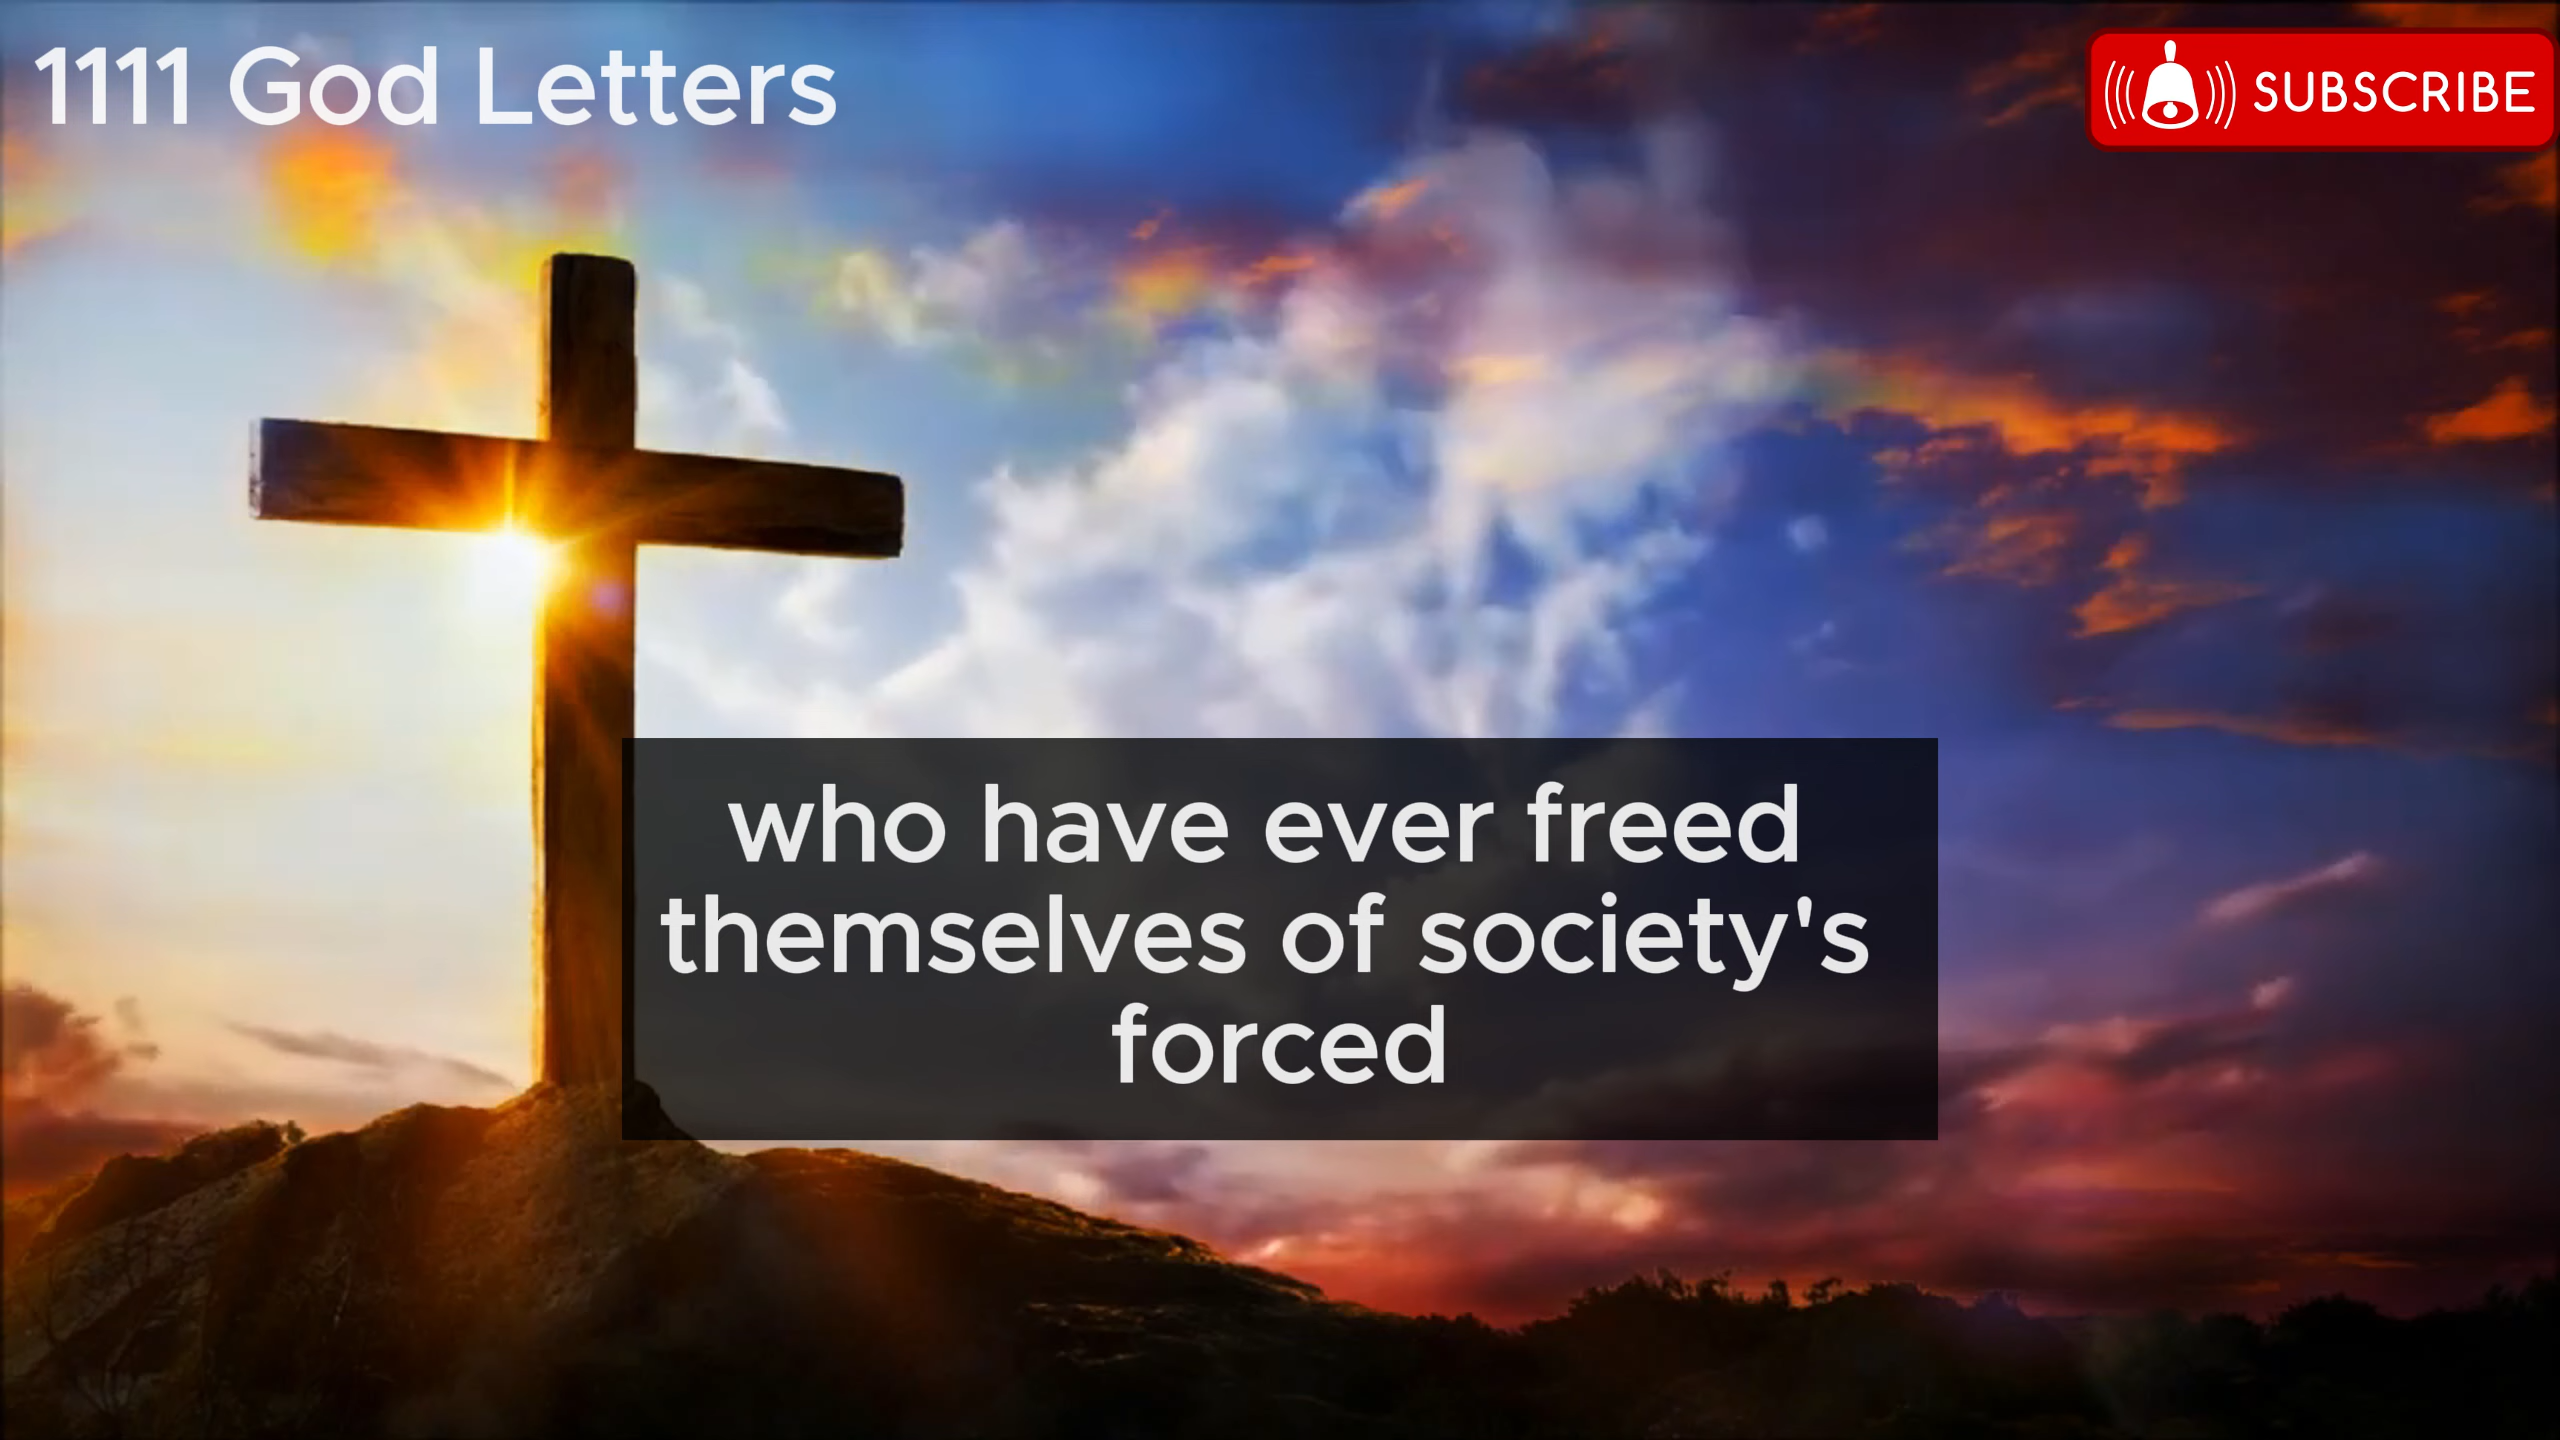 1111 God Letters
SUBSCRIBE
who have ever freed
themselves of society's
forced